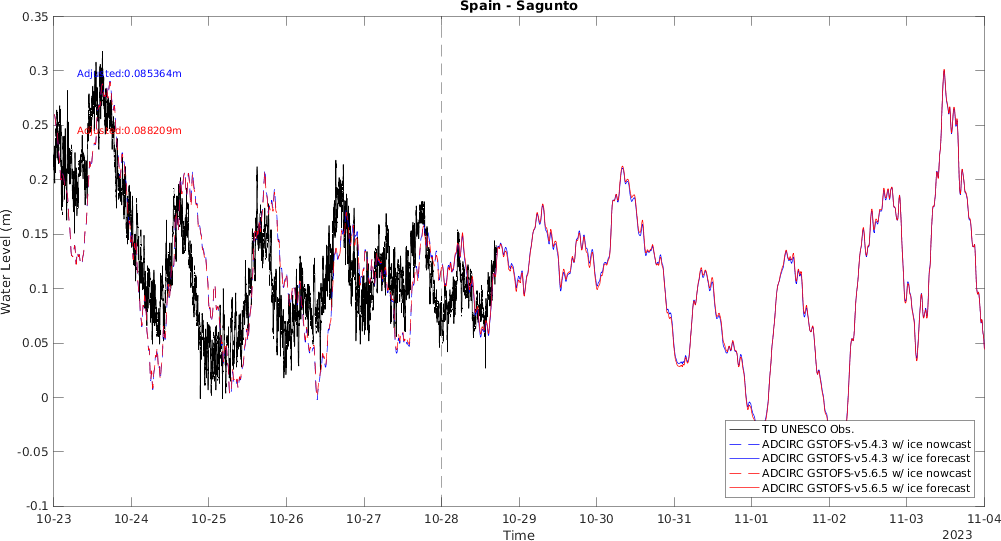 Spain - Sagunto
0.35
0.3
0.25
0.2
0.15
0.1
0.05
0
-0.05
-0.1
Water Level (m)
Adjusted:0.085364m
Adjusted:0.088209m
TD UNESCO Obs.
ADCIRC GSTOFS-v5.4.3 w/ ice nowcast
ADCIRC GSTOFS-v5.4.3 w/ ice forecast
ADCIRC GSTOFS-v5.6.5 w/ ice nowcast
ADCIRC GSTOFS-v5.6.5 w/ ice forecast
10-23 10-24 10-25 10-26 10-27 10-28 10-29 10-30 10-31 11-01 11-02 11-03 11-04
Time
2023